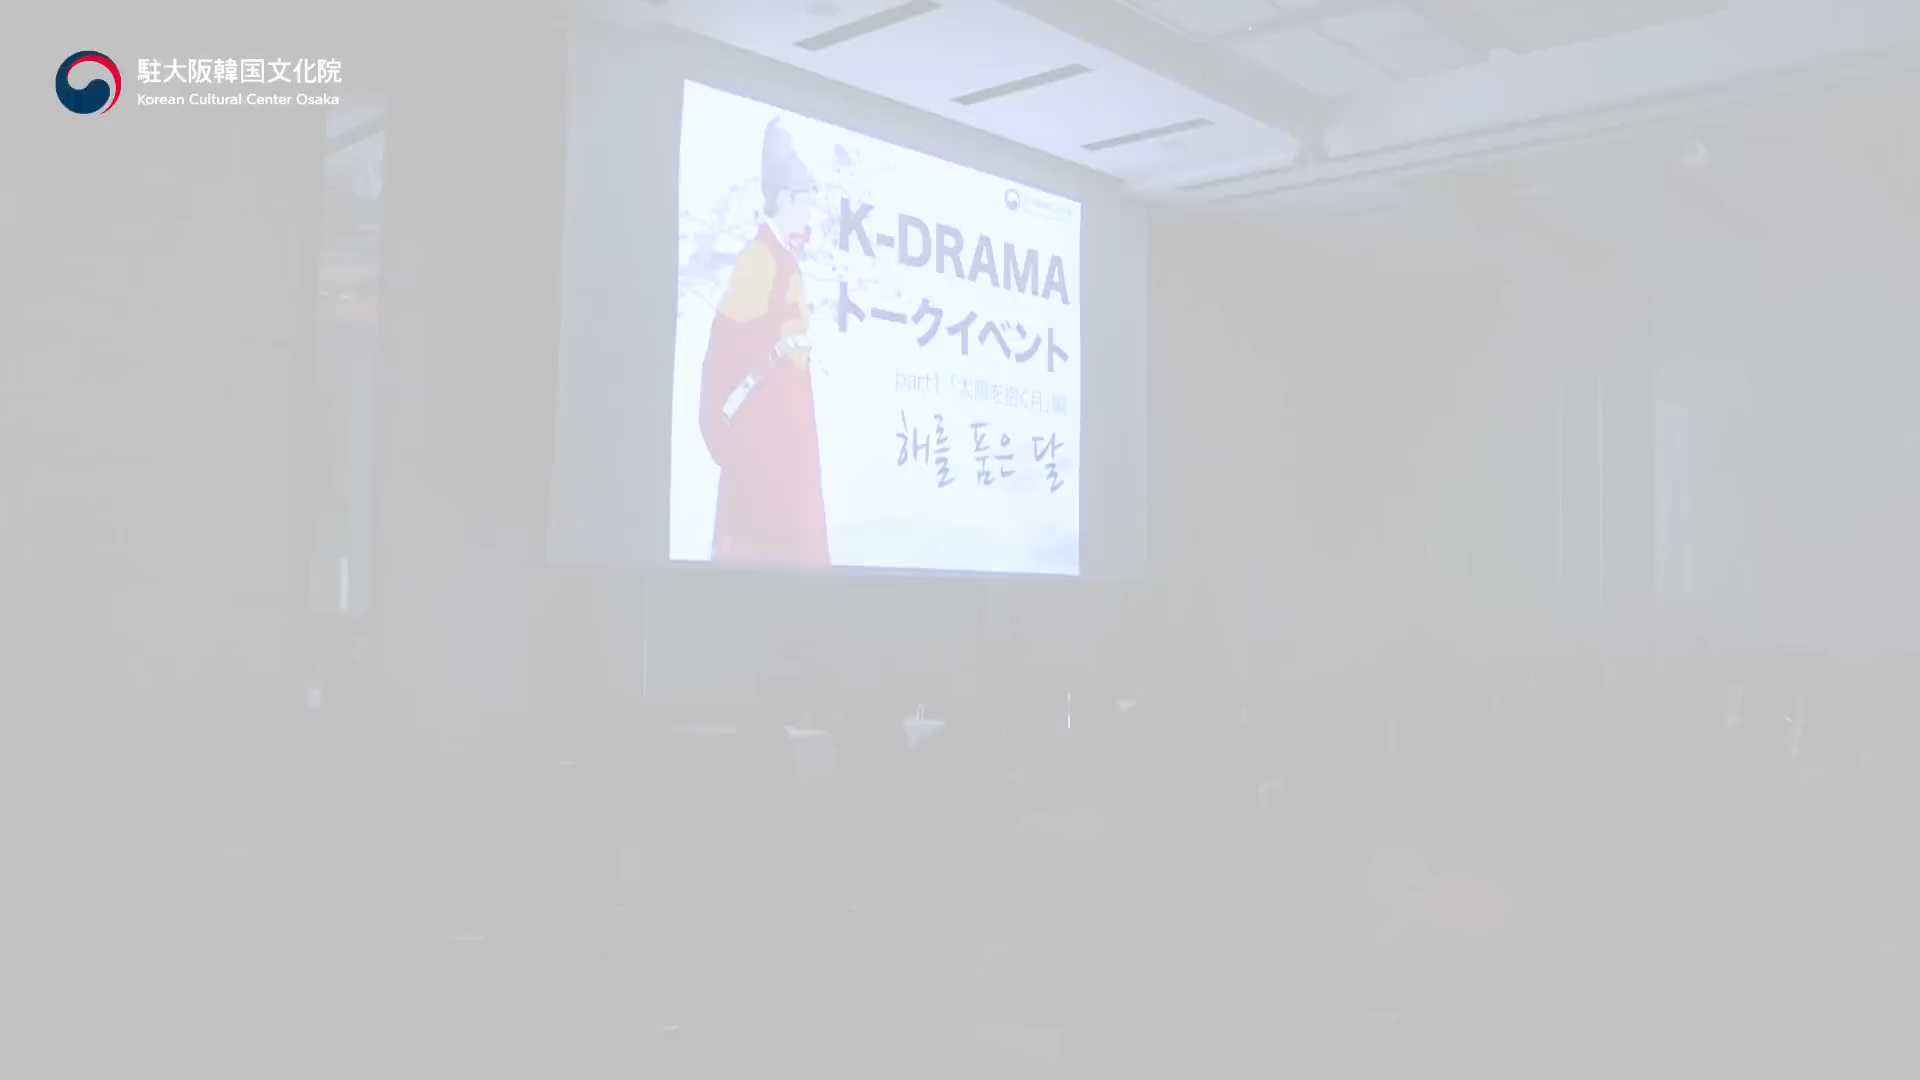 駐大阪韓国文化院
Korean Cultural Center Osaka
K-DRAMA
トークイベント
part1「太陽を抱く月」編
해를 품은 달